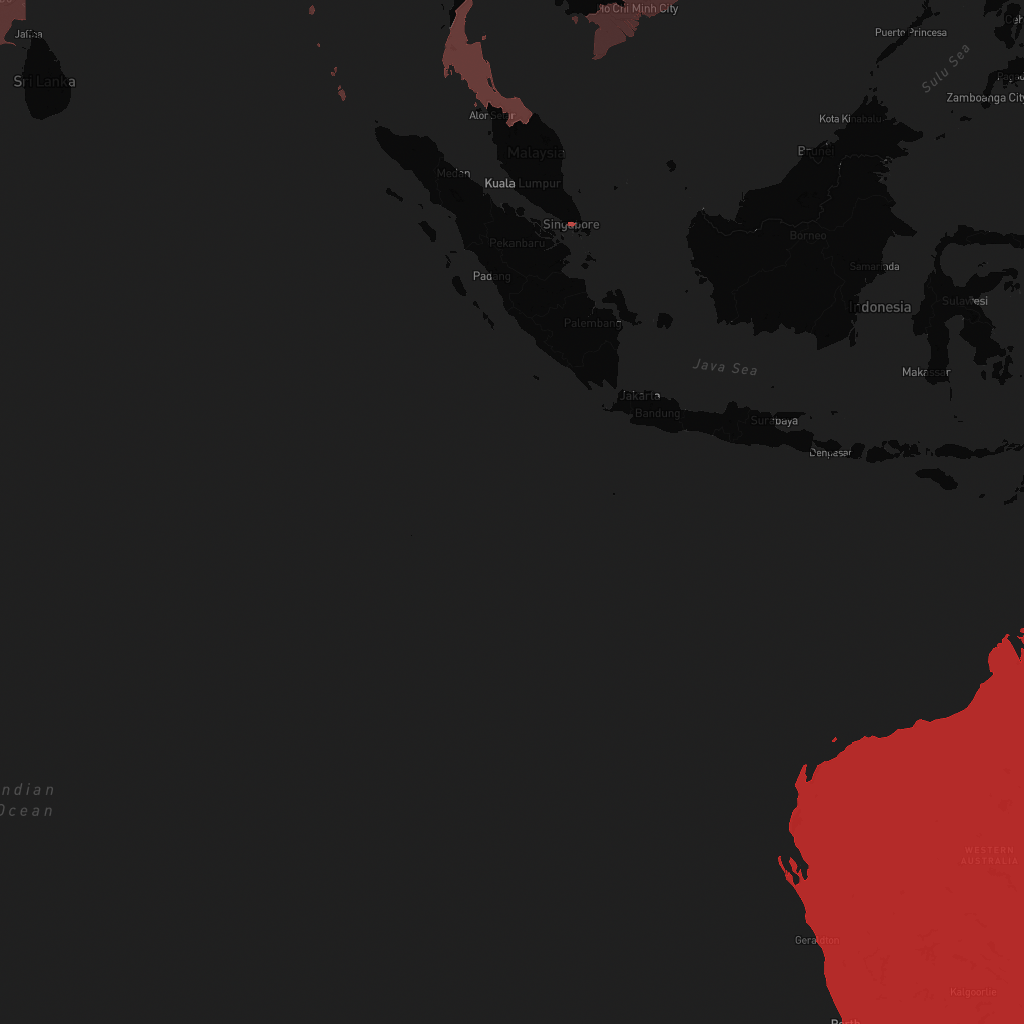 Ho Chi Minh City
Puerto Princesa
Jaffna
Sulu Sea
Sri Lanka
Zamboanga City
Alor Setar
Kota Kinabalu
Malaysia
Brunei
Medan
Kuala Lumpur
Singapore
Borneo
Pekanbaru
Samarinda
Padang
Sulawesi
Indonesia
Palembang
Java Sea
Makassar
Jakarta
Bandung
Surabaya
Denpasar
Indian
Ocean
WESTERN
AUSTRALIA
Geraldton
Kalgoorlie
Perth